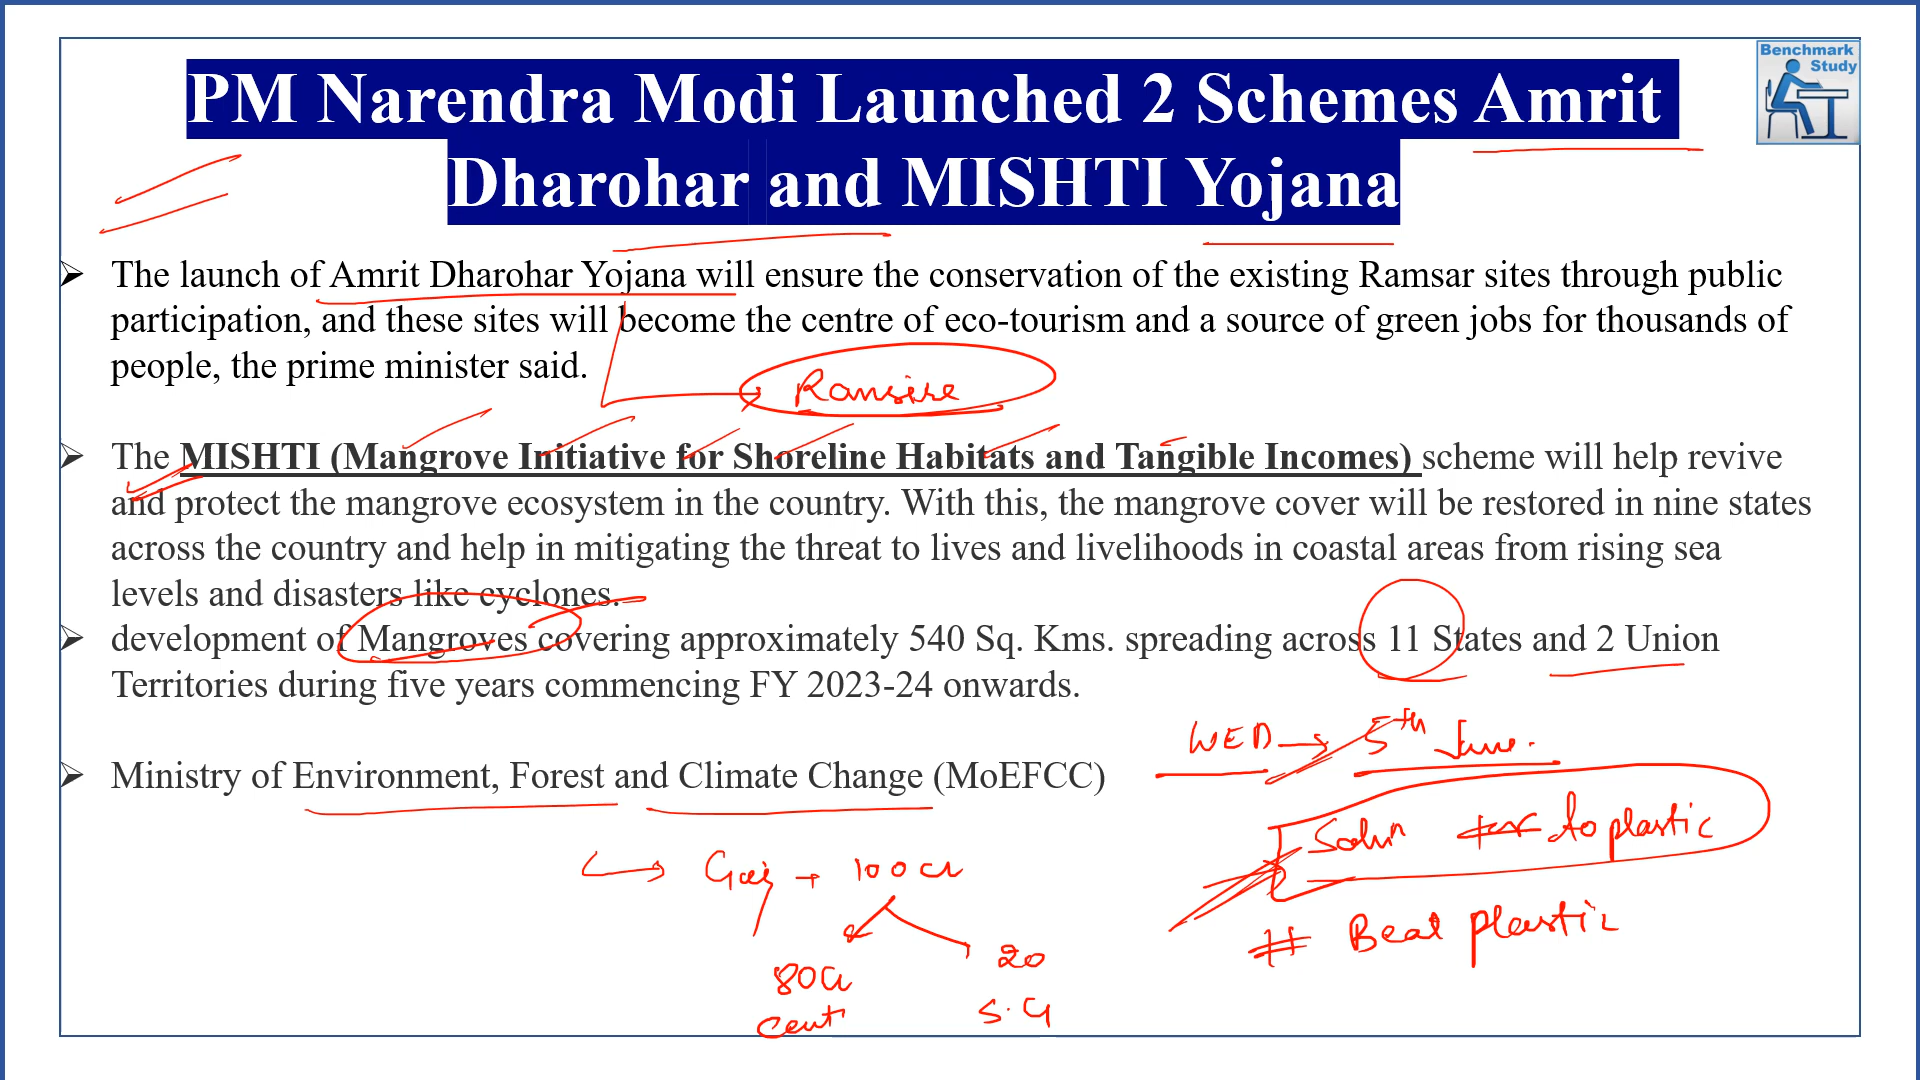 Benchmark
Study
PM Narendra Modi Launched 2 Schemes Amrit
Dharohar and MISHTI Yojana
The launch of Amrit Dharohar Yojana will ensure the conservation of the existing Ramsar sites through public
participation, and these sites will become the centre of eco-tourism and a source of green jobs for thousands of
people, the prime minister said.
The MISHTI (Mangrove Initiative for Shoreline Habitats and Tangible Incomes) scheme will help revive
and protect the mangrove ecosystem in the country. With this, the mangrove cover will be restored in nine states
across the country and help in mitigating the threat to lives and livelihoods in coastal areas from rising sea
levels and disasters like cyclones.
development of Mangroves covering approximately 540 Sq. Kms. spreading across 11 States and 2 Union
Territories during five years commencing FY 2023-24 onwards.
WED → 5th June.
Ministry of Environment, Forest and Climate Change (MoEFCC)
Soln to plastic
→ 100 Cr
# Beat plastic
80 Cr 20
Cent S.G